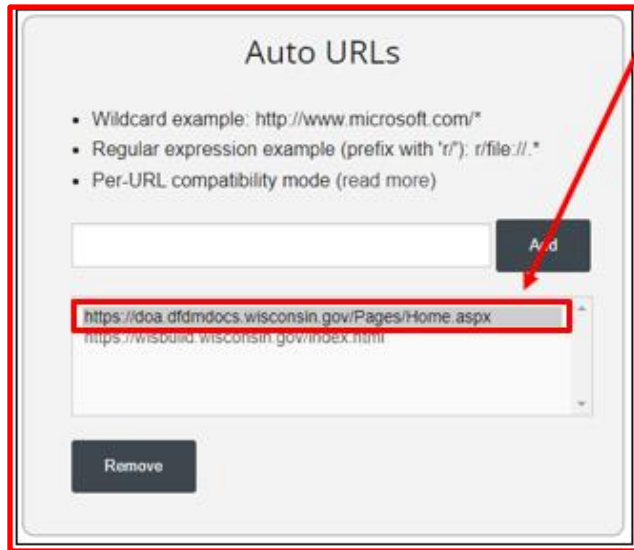 Auto URLs
• Wildcard example: http://www.microsoft.com/*
• Regular expression example (prefix with 'r/'): r/file://.*
• Per-URL compatibility mode (read more)
Add
https://doa.dfdmdocs.wisconsin.gov/Pages/Home.aspx
https://wisbuild.wisconsin.gov/index.html
Remove